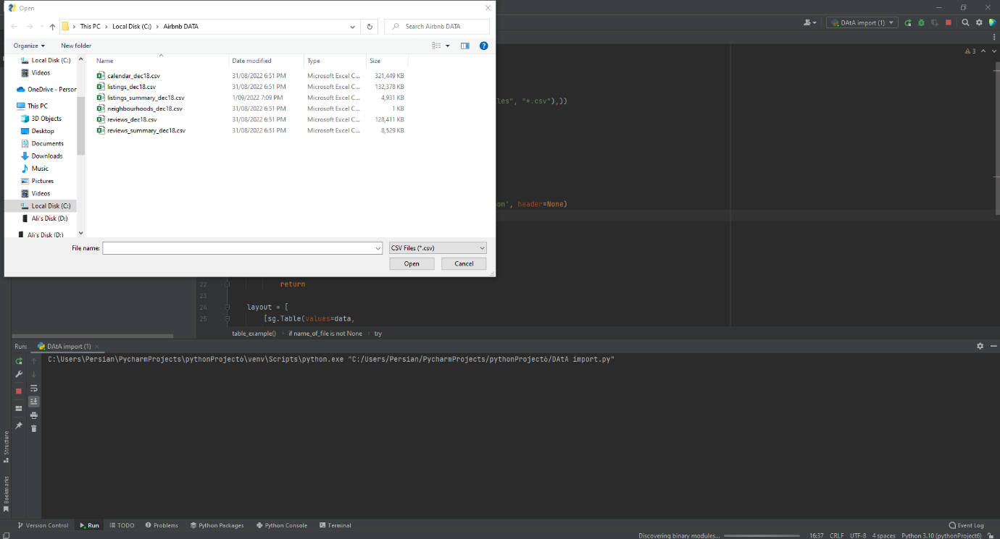 Open
This PC > Local Disk (C:) > Airbnb DATA
Search Airbnb DATA
DAtA import (1)
Organize
New folder
Name
Date modified
Type
Size
3
Local Disk (C:)
Videos
OneDrive - Person
This PC
3D Objects
Desktop
Documents
Downloads
Music
Pictures
Videos
Local Disk (C:)
Ali's Disk (D:)
Ali's Disk (D:)
calendar_dec18.csv 31/08/2022 6:51 PM Microsoft Excel C... 321,449 KB
listings_dec18.csv 31/08/2022 6:51 PM Microsoft Excel C... 132,378 KB
listings_summary_dec18.csv 1/09/2022 7:09 PM Microsoft Excel C... 4,931 KB
neighbourhoods_dec18.csv 31/08/2022 6:51 PM Microsoft Excel C... 1 KB
reviews_dec18.csv 31/08/2022 6:51 PM Microsoft Excel C... 128,411 KB
reviews_summary_dec18.csv 31/08/2022 6:51 PM Microsoft Excel C... 8,529 KB
les", "*.csv"),))
on', header=None)
File name:
CSV Files (*.csv)
Open
Cancel
22 return
23
24 layout = [
25 [sg.Table(values=data,
table_example() > if name_of_file is not None > try
Run: DAtA import (1)
C:\Users\Persian\PycharmProjects\pythonProject6\venv\Scripts\python.exe "C:/Users/Persian/PycharmProjects/pythonProject6/DAtA import.py"
Structure
Bookmarks
Version Control
Run
TODO
Problems
Python Packages
Python Console
Terminal
Event Log
Discovering binary modules...
16:37 CRLF UTF-8 4 spaces Python 3.10 (pythonProject6)